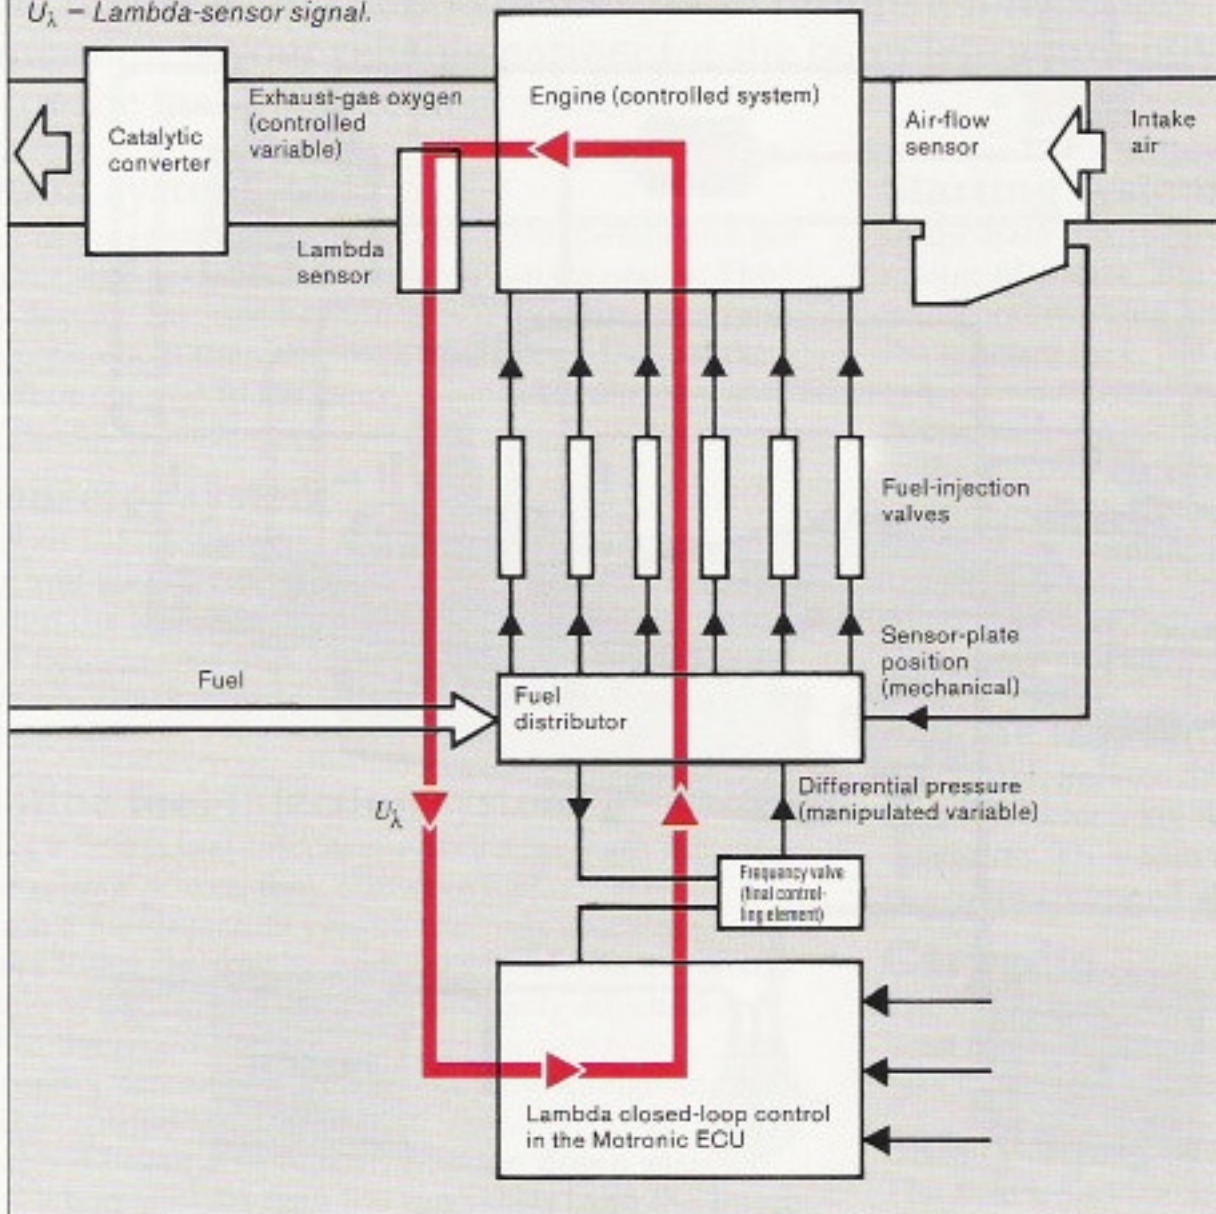 Uλ – Lambda-sensor signal.
Exhaust-gas oxygen
(controlled
variable)
Catalytic
converter
Lambda
sensor
Engine (controlled system)
Air-flow
sensor
Intake
air
Fuel-injection
valves
Sensor-plate
position
(mechanical)
Fuel
Fuel
distributor
Differential pressure
(manipulated variable)
Uλ
Frequency valve
(final control-
ling element)
Lambda closed-loop control
in the Motronic ECU